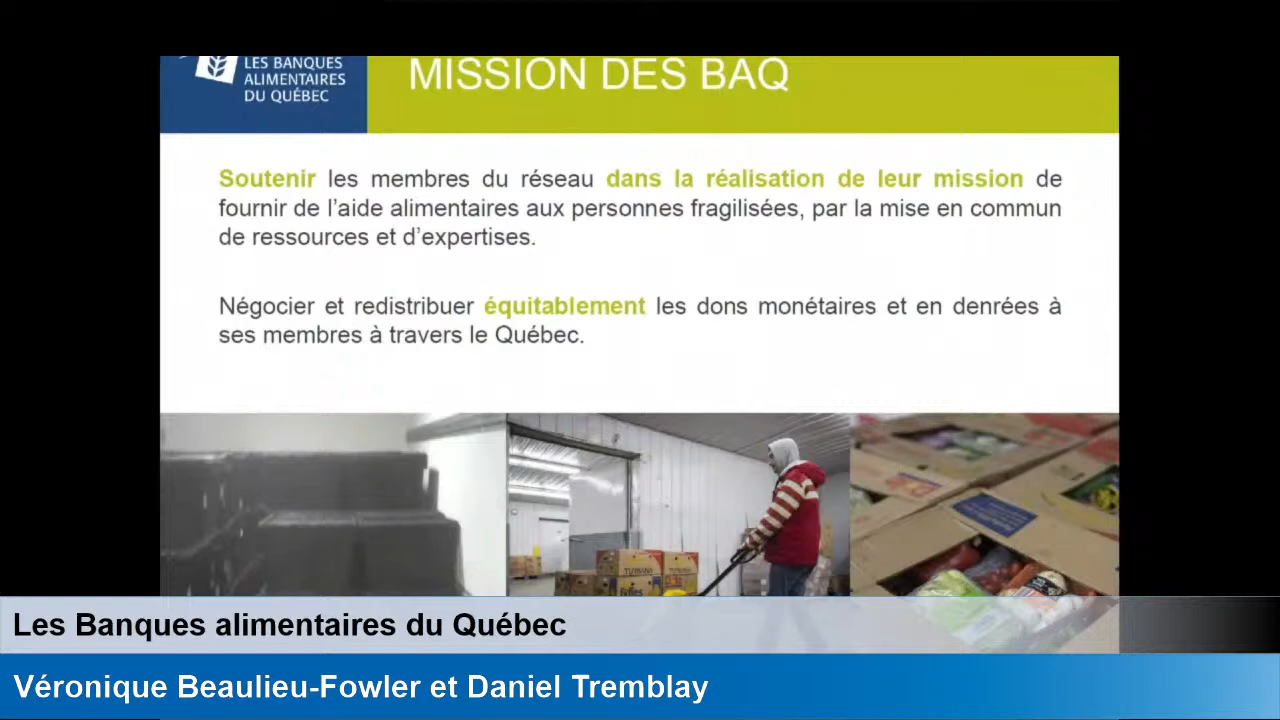 LES BANQUES
ALIMENTAIRES
DU QUÉBEC
MISSION DES BAQ
Soutenir les membres du réseau dans la réalisation de leur mission de
fournir de l'aide alimentaires aux personnes fragilisées, par la mise en commun
de ressources et d'expertises.
Négocier et redistribuer équitablement les dons monétaires et en denrées à
ses membres à travers le Québec.
Les Banques alimentaires du Québec
Véronique Beaulieu-Fowler et Daniel Tremblay